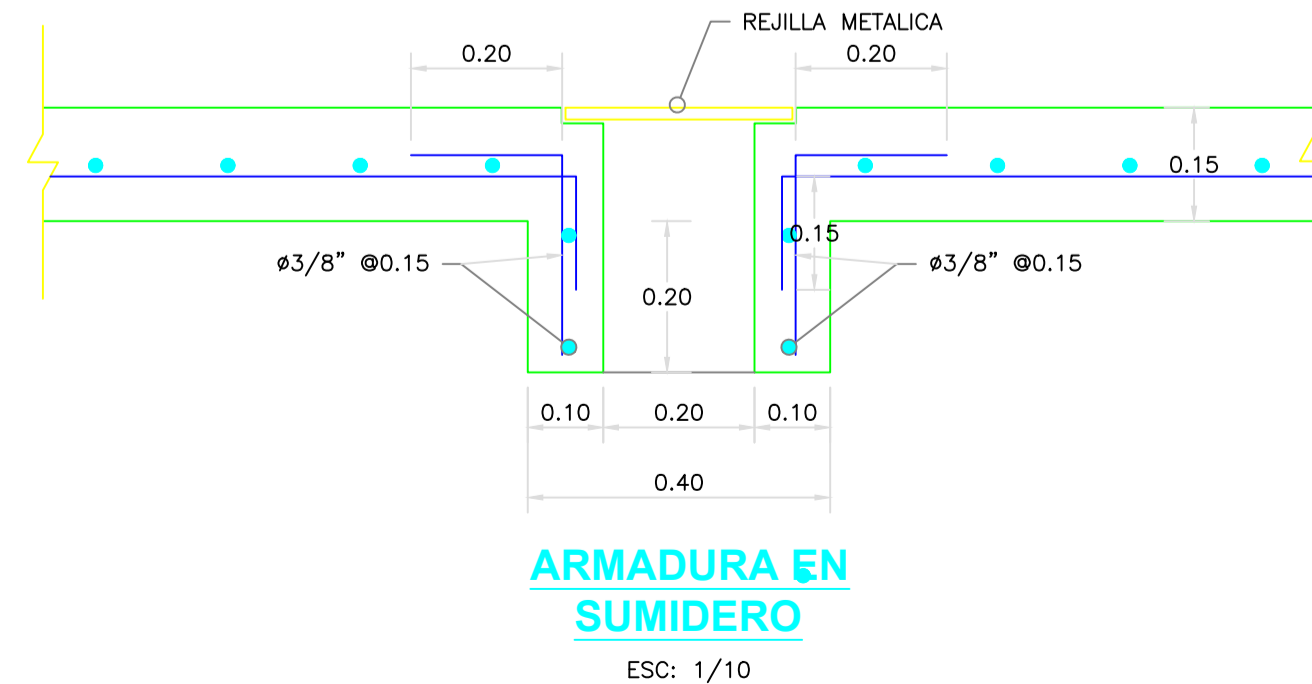 REJILLA METALICA
0.20
0.20
0.15
0.15
ø3/8” @0.15
ø3/8” @0.15
0.20
0.10
0.20
0.10
0.40
ARMADURA EN
SUMIDERO
ESC: 1/10